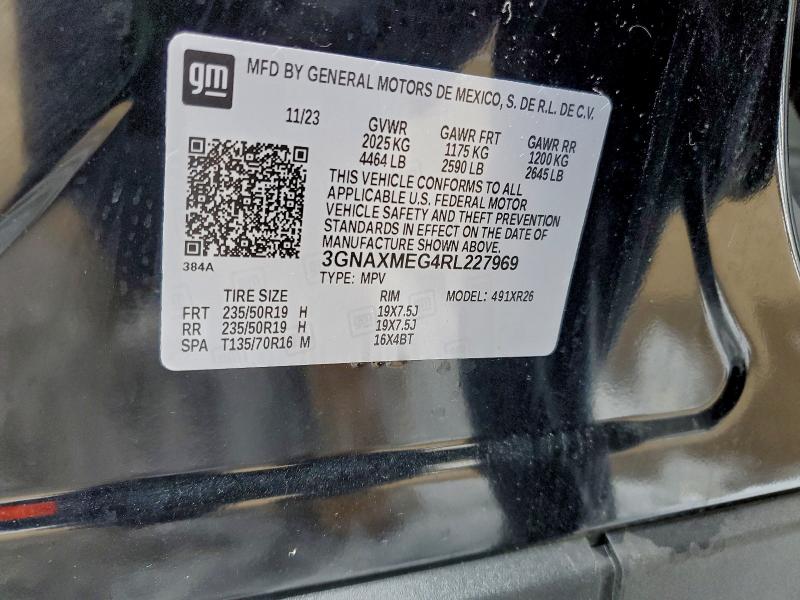 gm MFD BY GENERAL MOTORS DE MEXICO, S. DE R.L. DE C.V.
11/23 GVWR GAWR FRT GAWR RR
2025 KG 1175 KG 1200 KG
4464 LB 2590 LB 2645 LB
THIS VEHICLE CONFORMS TO ALL
APPLICABLE U.S. FEDERAL MOTOR
VEHICLE SAFETY AND THEFT PREVENTION
STANDARDS IN EFFECT ON THE DATE OF
MANUFACTURE SHOWN ABOVE.
384A 3GNAXMEG4RL227969
TYPE: MPV
TIRE SIZE RIM MODEL: 491XR26
FRT 235/50R19 H 19X7.5J
RR 235/50R19 H 19X7.5J
SPA T135/70R16 M 16X4BT